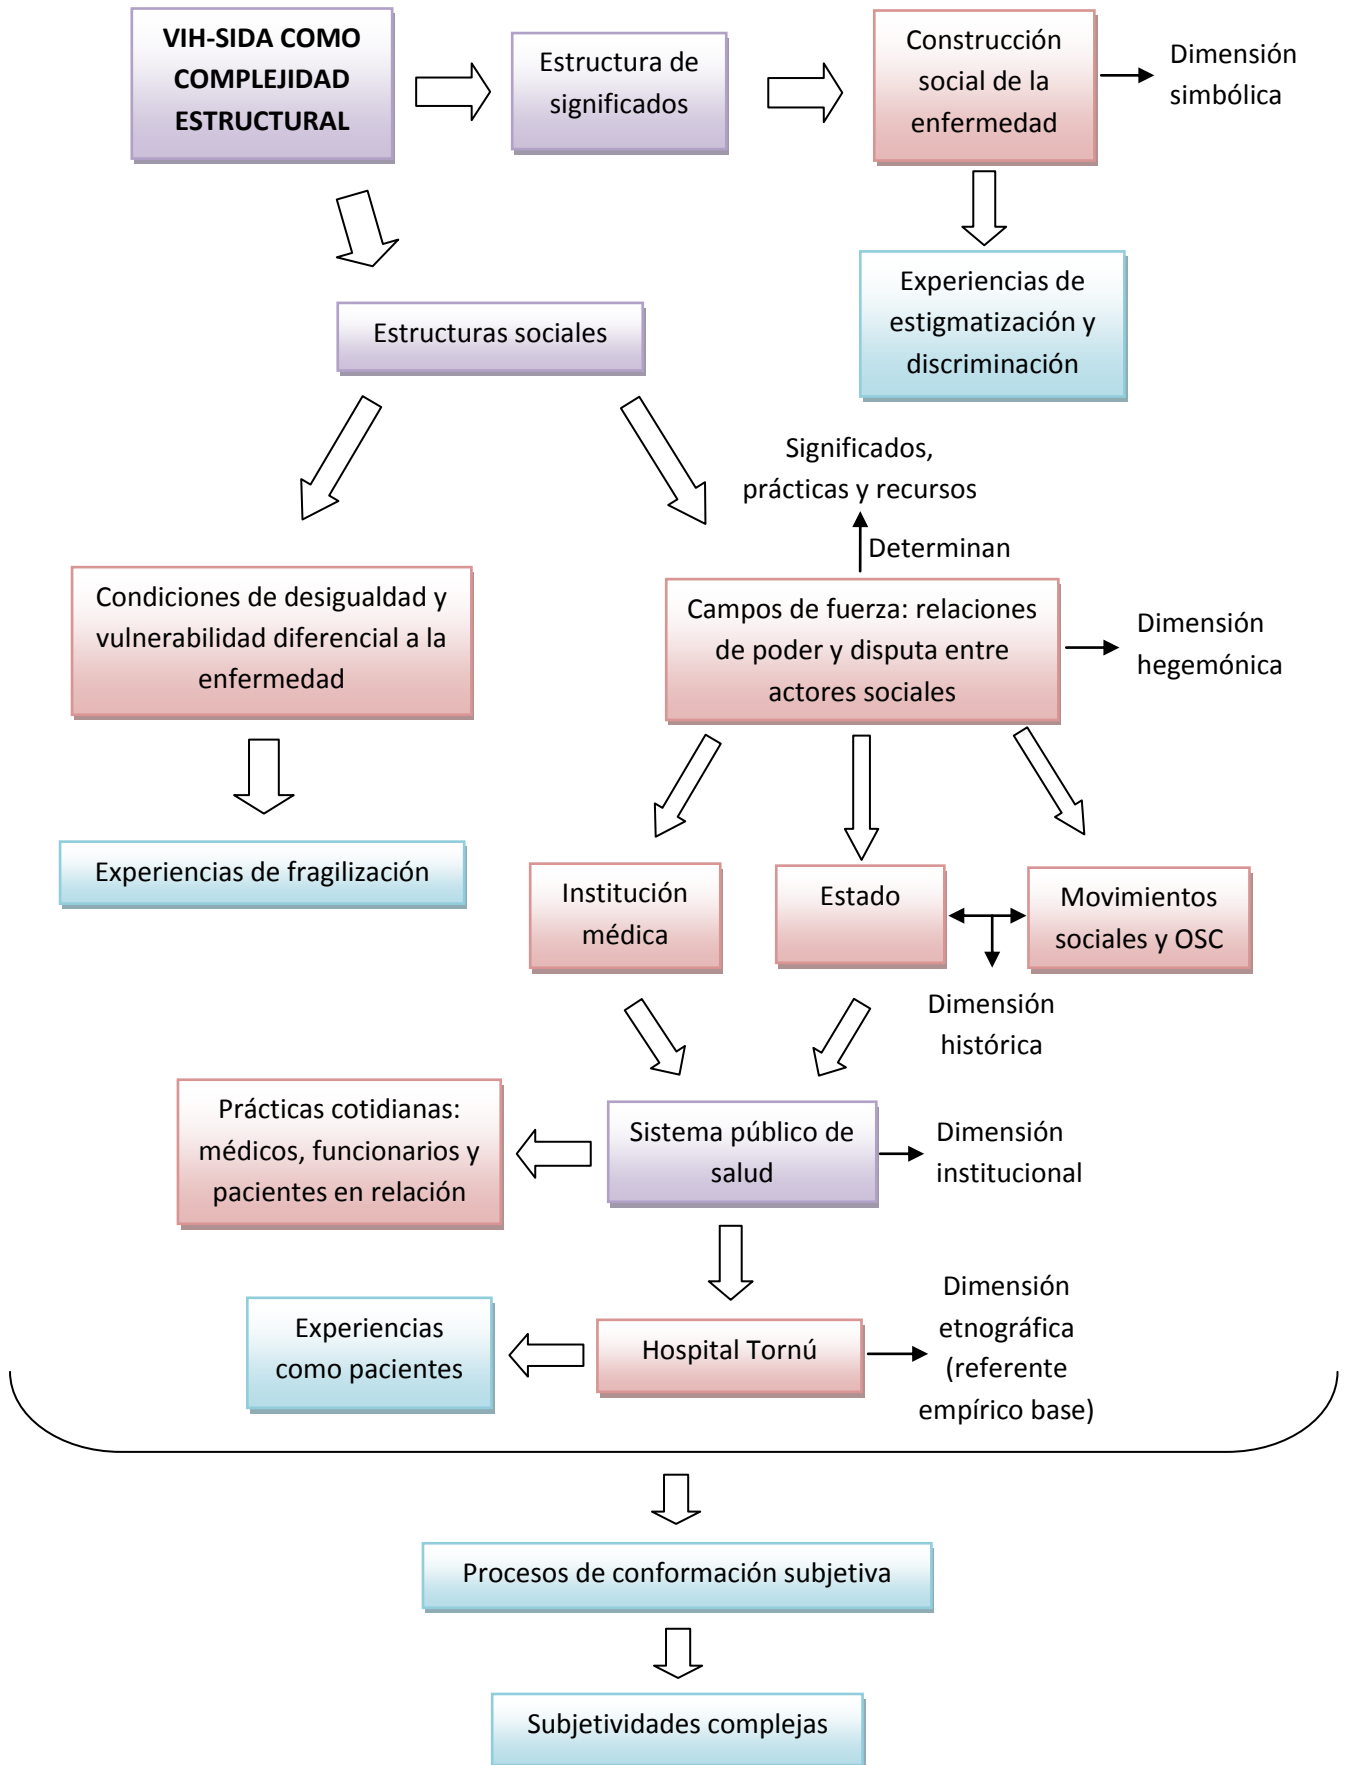 VIH-SIDA COMO
COMPLEJIDAD
ESTRUCTURAL
Estructura de
significados
Construcción
social de la
enfermedad
Dimensión
simbólica
Experiencias de
estigmatización y
discriminación
Estructuras sociales
Significados,
prácticas y recursos
Determinan
Condiciones de desigualdad y
vulnerabilidad diferencial a la
enfermedad
Campos de fuerza: relaciones
de poder y disputa entre
actores sociales
Dimensión
hegemónica
Experiencias de fragilización
Institución
médica
Estado
Movimientos
sociales y OSC
Dimensión
histórica
Prácticas cotidianas:
médicos, funcionarios y
pacientes en relación
Sistema público de
salud
Dimensión
institucional
Experiencias
como pacientes
Hospital Tornú
Dimensión
etnográfica
(referente
empírico base)
Procesos de conformación subjetiva
Subjetividades complejas